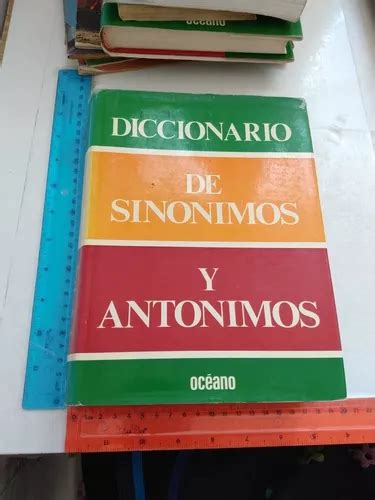 océano
DICCIONARIO
DE
SINONIMOS
Y
ANTONIMOS
océano